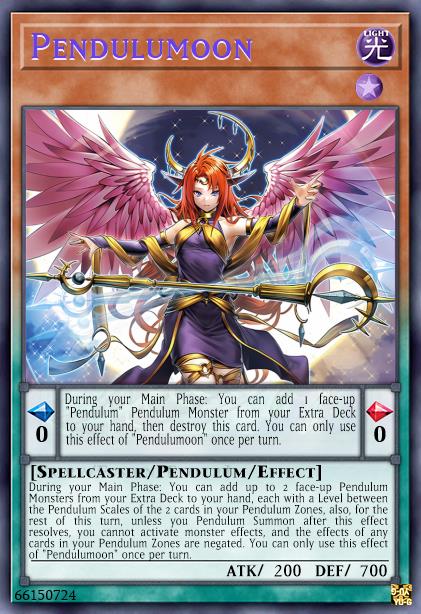 Pendulumoon
LIGHT
光
During your Main Phase: You can add 1 face-up
"Pendulum" Pendulum Monster from your Extra Deck
to your hand, then destroy this card. You can only use
this effect of "Pendulumoon" once per turn.
0
0
[Spellcaster/Pendulum/Effect]
During your Main Phase: You can add up to 2 face-up Pendulum
Monsters from your Extra Deck to your hand, each with a Level between
the Pendulum Scales of the 2 cards in your Pendulum Zones, also, for the
rest of this turn, unless you Pendulum Summon after this effect
resolves, you cannot activate monster effects, and the effects of any
cards in your Pendulum Zones are negated. You can only use this effect
of "Pendulumoon" once per turn.
ATK/ 200 DEF/ 700
66150724